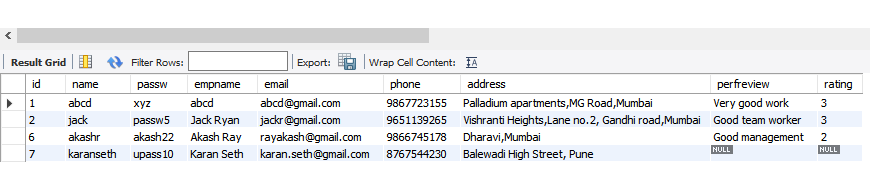 Result Grid Filter Rows: Export: Wrap Cell Content: IA
id name passw empname email phone address perfreview rating
1 abcd xyz abcd abcd@gmail.com 9867723155 Palladium apartments,MG Road,Mumbai Very good work 3
2 jack passw5 Jack Ryan jackr@gmail.com 9651139265 Vishranti Heights,Lane no.2, Gandhi road,Mumbai Good team worker 3
6 akashr akash22 Akash Ray rayakash@gmail.com 9866745178 Dharavi,Mumbai Good management 2
7 karanseth upass10 Karan Seth karan.seth@gmail.com 8767544230 Balewadi High Street, Pune NULL NULL